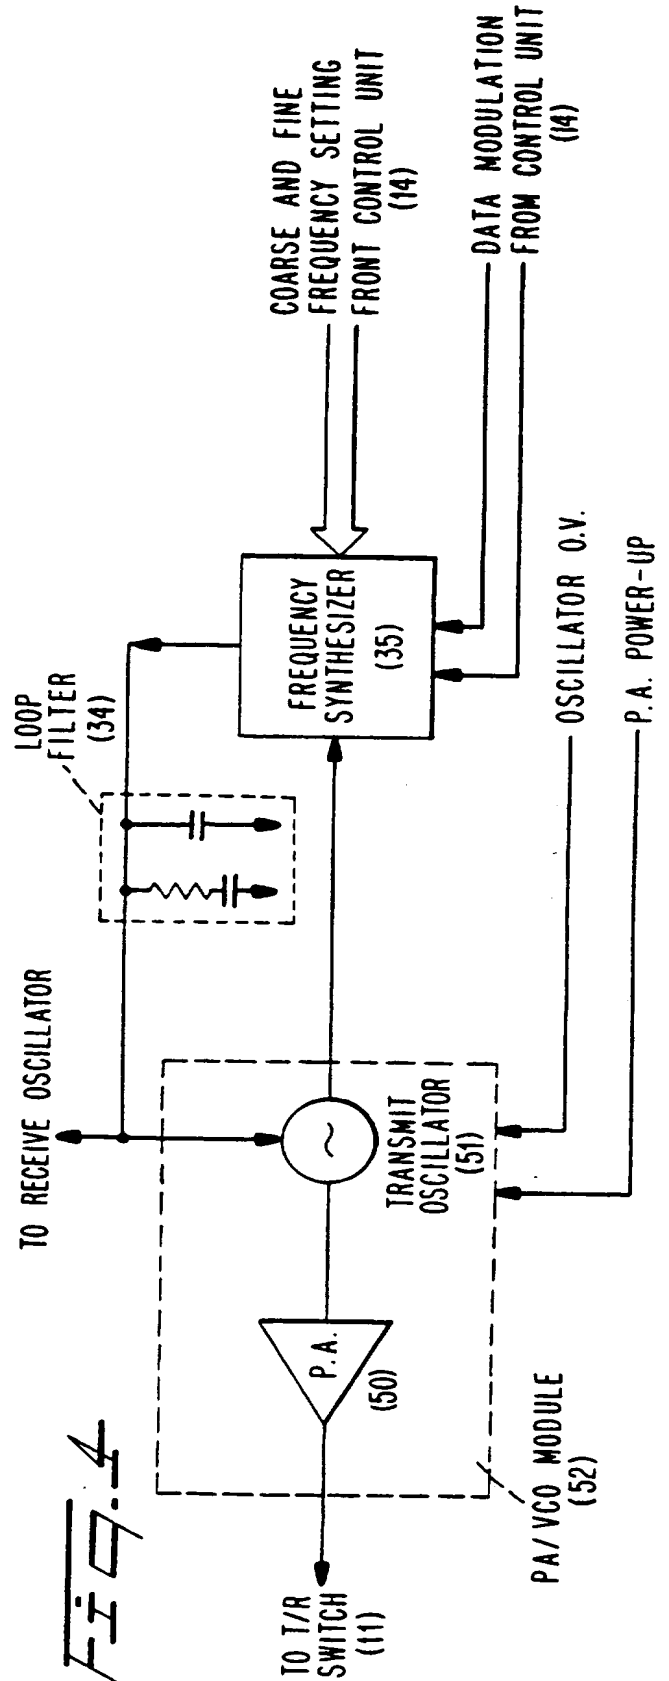 Fig. 4
TO RECEIVE OSCILLATOR
LOOP
FILTER
(34)
COARSE AND FINE
FREQUENCY SETTING
FRONT CONTROL UNIT
(14)
FREQUENCY
SYNTHESIZER
(35)
DATA MODULATION
FROM CONTROL UNIT
(14)
TO T/R
SWITCH
(11)
P.A.
(50)
~
TRANSMIT
OSCILLATOR
(51)
OSCILLATOR O.V.
P.A. POWER-UP
PA/VCO MODULE
(52)